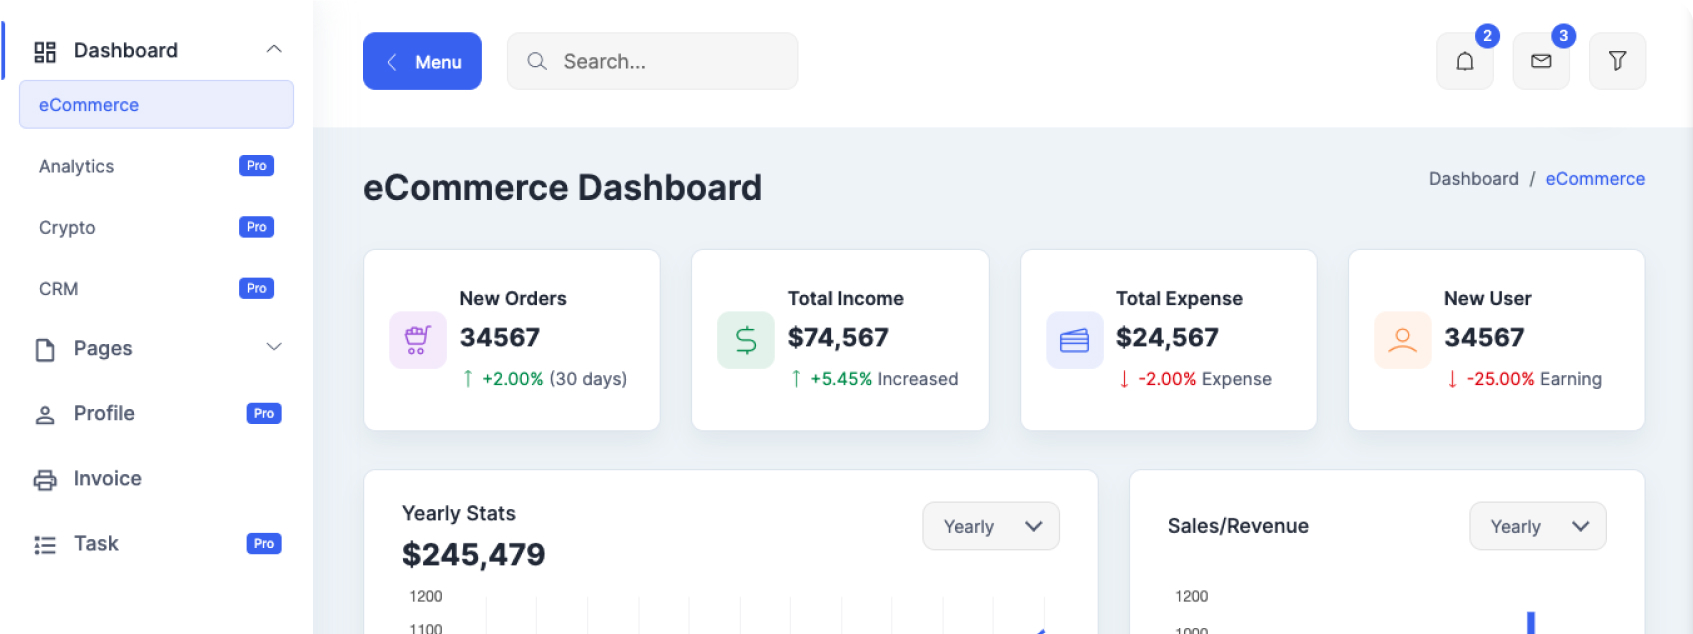 Dashboard
eCommerce
Analytics Pro
Crypto Pro
CRM Pro
Pages
Profile Pro
Invoice
Task Pro
Menu
Search...
2
3
eCommerce Dashboard
Dashboard / eCommerce
New Orders
34567
+2.00% (30 days)
Total Income
$74,567
+5.45% Increased
Total Expense
$24,567
-2.00% Expense
New User
34567
-25.00% Earning
Yearly Stats
$245,479
Yearly
1200
1100
Sales/Revenue
Yearly
1200
1000